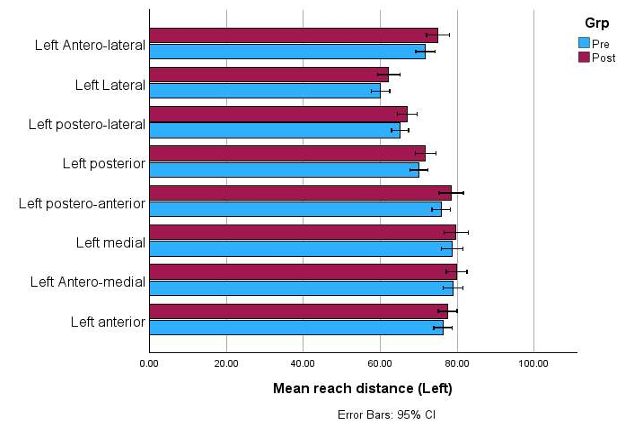 Grp
Pre
Post
Left Antero-lateral
Left Lateral
Left postero-lateral
Left posterior
Left postero-anterior
Left medial
Left Antero-medial
Left anterior
0.00 20.00 40.00 60.00 80.00 100.00
Mean reach distance (Left)
Error Bars: 95% CI